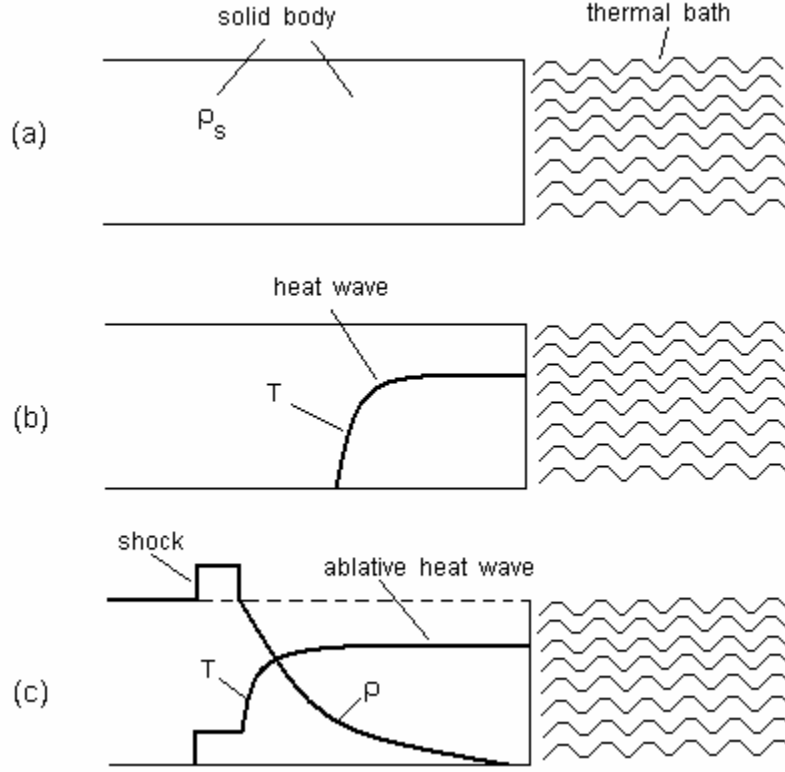 solid body
thermal bath
(a)
ρs
heat wave
(b)
T
shock
ablative heat wave
(c)
T
ρ